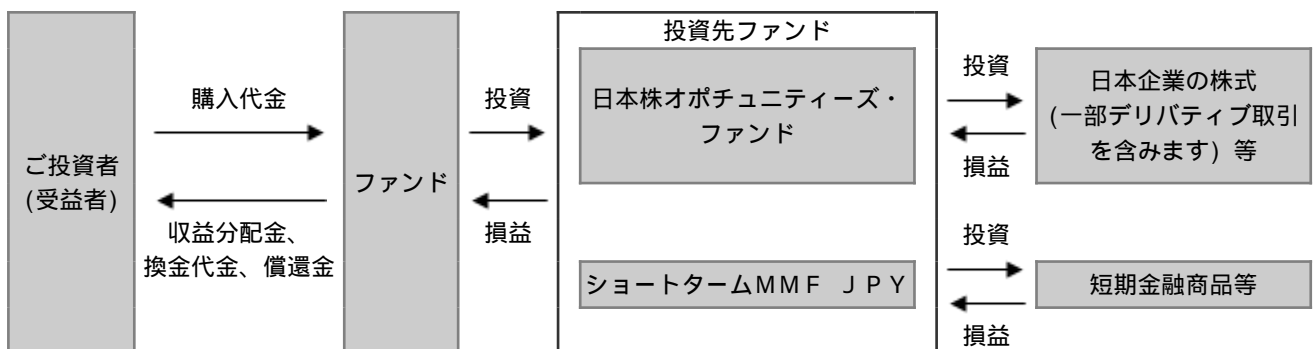 ご投資者
(受益者)
購入代金
収益分配金、
換金代金、償還金
ファンド
投資
損益
投資先ファンド
日本株オポチュニティーズ・
ファンド
ショートタームＭＭＦ　ＪＰＹ
投資
損益
日本企業の株式
(一部デリバティブ取引
を含みます) 等
投資
損益
短期金融商品等